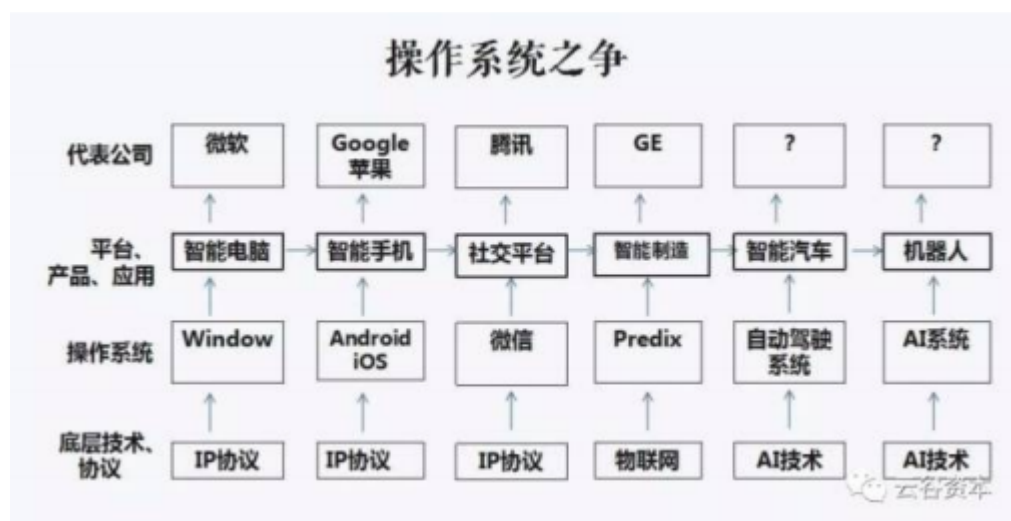 操作系统之争
代表公司 微软 Google 腾讯 GE ? ?
苹果
平台、 智能电脑 智能手机 社交平台 智能制造 智能汽车 机器人
产品、应用
操作系统 Window Android 微信 Predix 自动驾驶 AI系统
iOS 系统
底层技术、 IP协议 IP协议 IP协议 物联网 AI技术 AI技术
协议
云谷资本